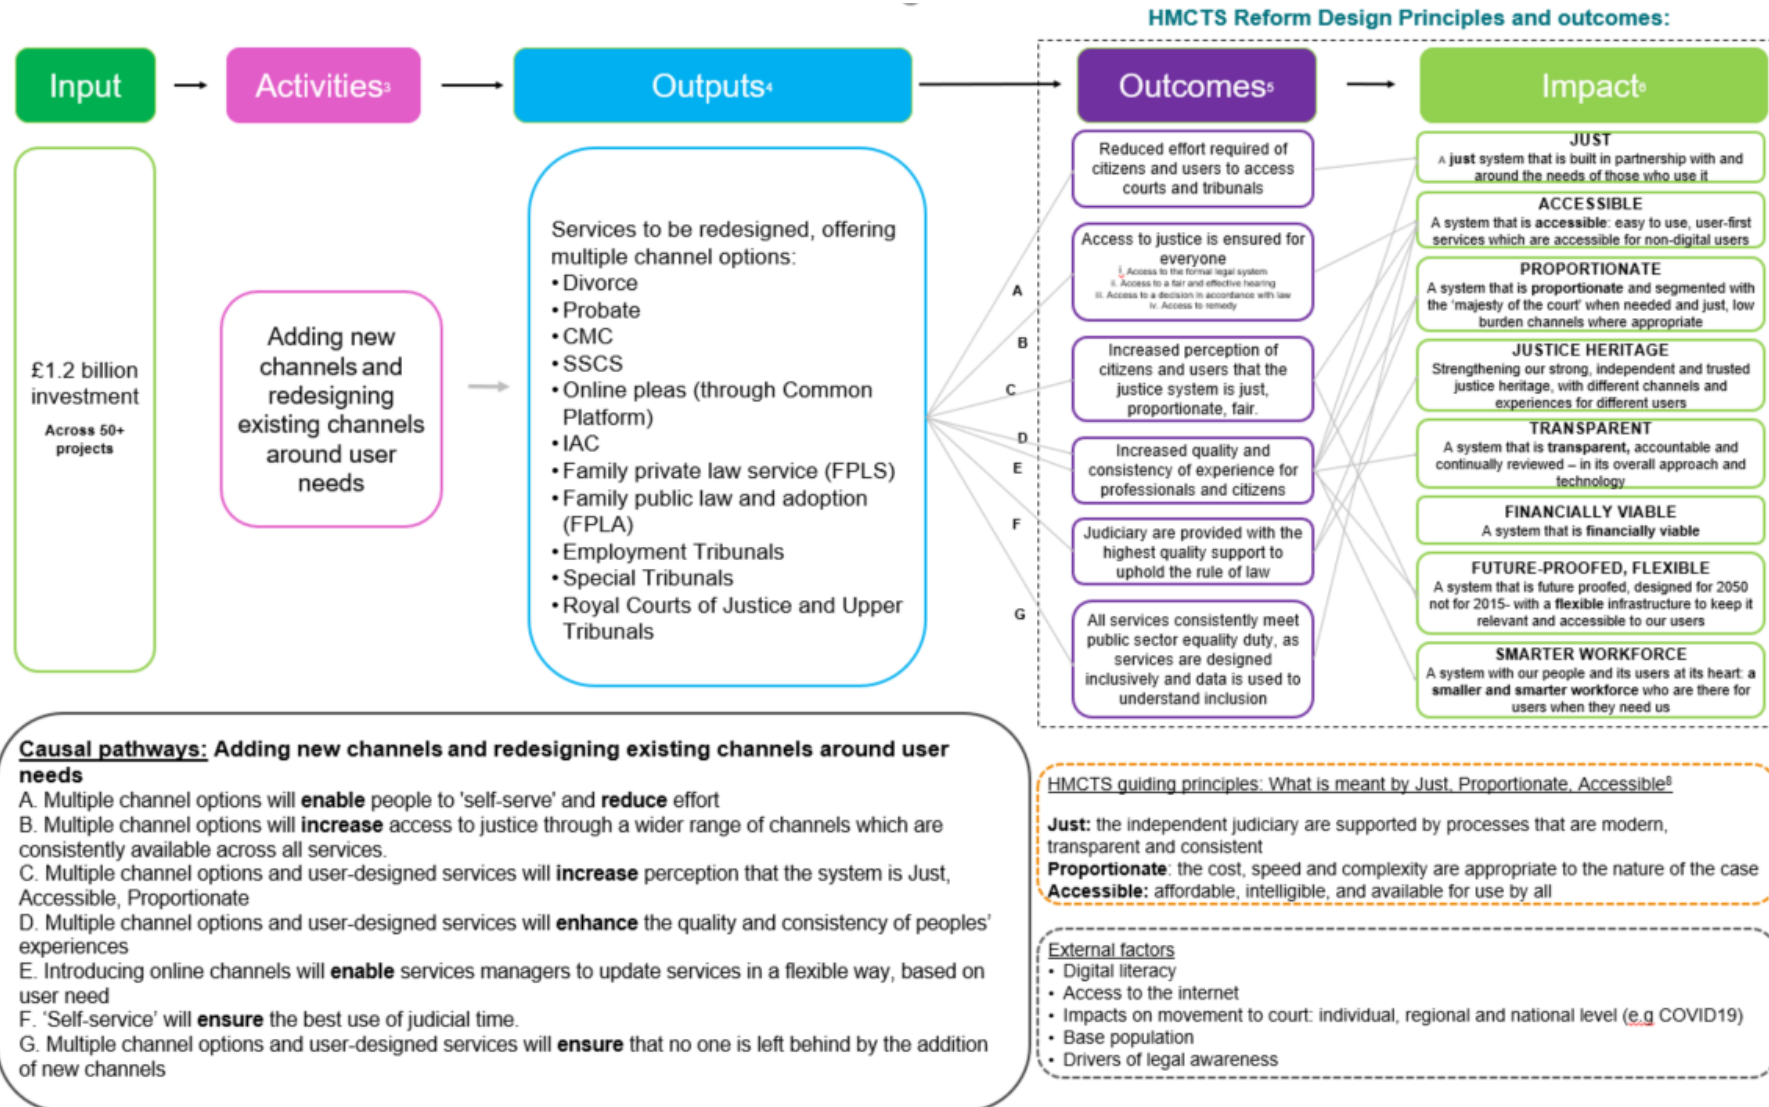 HMCTS Reform Design Principles and outcomes:
Input
Activities3
Outputs4
Outcomes5
Impact6
£1.2 billion
investment
Across 50+
projects
Adding new
channels and
redesigning
existing channels
around user
needs
Services to be redesigned, offering
multiple channel options:
• Divorce
• Probate
• CMC
• SSCS
• Online pleas (through Common
Platform)
• IAC
• Family private law service (FPLS)
• Family public law and adoption
(FPLA)
• Employment Tribunals
• Special Tribunals
• Royal Courts of Justice and Upper
Tribunals
A
B
C
D
E
F
G
Reduced effort required of
citizens and users to access
courts and tribunals
Access to justice is ensured for
everyone
i. Access to the formal legal system
ii. Access to a fair and effective hearing
iii. Access to a decision in accordance with law
iv. Access to remedy
Increased perception of
citizens and users that the
justice system is just,
proportionate, fair.
Increased quality and
consistency of experience for
professionals and citizens
Judiciary are provided with the
highest quality support to
uphold the rule of law
All services consistently meet
public sector equality duty, as
services are designed
inclusively and data is used to
understand inclusion
JUST
A just system that is built in partnership with and
around the needs of those who use it
ACCESSIBLE
A system that is accessible: easy to use, user-first
services which are accessible for non-digital users
PROPORTIONATE
A system that is proportionate and segmented with
the 'majesty of the court' when needed and just, low
burden channels where appropriate
JUSTICE HERITAGE
Strengthening our strong, independent and trusted
justice heritage, with different channels and
experiences for different users
TRANSPARENT
A system that is transparent, accountable and
continually reviewed – in its overall approach and
technology
FINANCIALLY VIABLE
A system that is financially viable
FUTURE-PROOFED, FLEXIBLE
A system that is future proofed, designed for 2050
not for 2015- with a flexible infrastructure to keep it
relevant and accessible to our users
SMARTER WORKFORCE
A system with our people and its users at its heart: a
smaller and smarter workforce who are there for
users when they need us
Causal pathways: Adding new channels and redesigning existing channels around user
needs
A. Multiple channel options will enable people to 'self-serve' and reduce effort
B. Multiple channel options will increase access to justice through a wider range of channels which are
consistently available across all services.
C. Multiple channel options and user-designed services will increase perception that the system is Just,
Accessible, Proportionate
D. Multiple channel options and user-designed services will enhance the quality and consistency of peoples'
experiences
E. Introducing online channels will enable services managers to update services in a flexible way, based on
user need
F. 'Self-service' will ensure the best use of judicial time.
G. Multiple channel options and user-designed services will ensure that no one is left behind by the addition
of new channels
HMCTS guiding principles: What is meant by Just, Proportionate, Accessible8
Just: the independent judiciary are supported by processes that are modern,
transparent and consistent
Proportionate: the cost, speed and complexity are appropriate to the nature of the case
Accessible: affordable, intelligible, and available for use by all
External factors
• Digital literacy
• Access to the internet
• Impacts on movement to court: individual, regional and national level (e.g COVID19)
• Base population
• Drivers of legal awareness